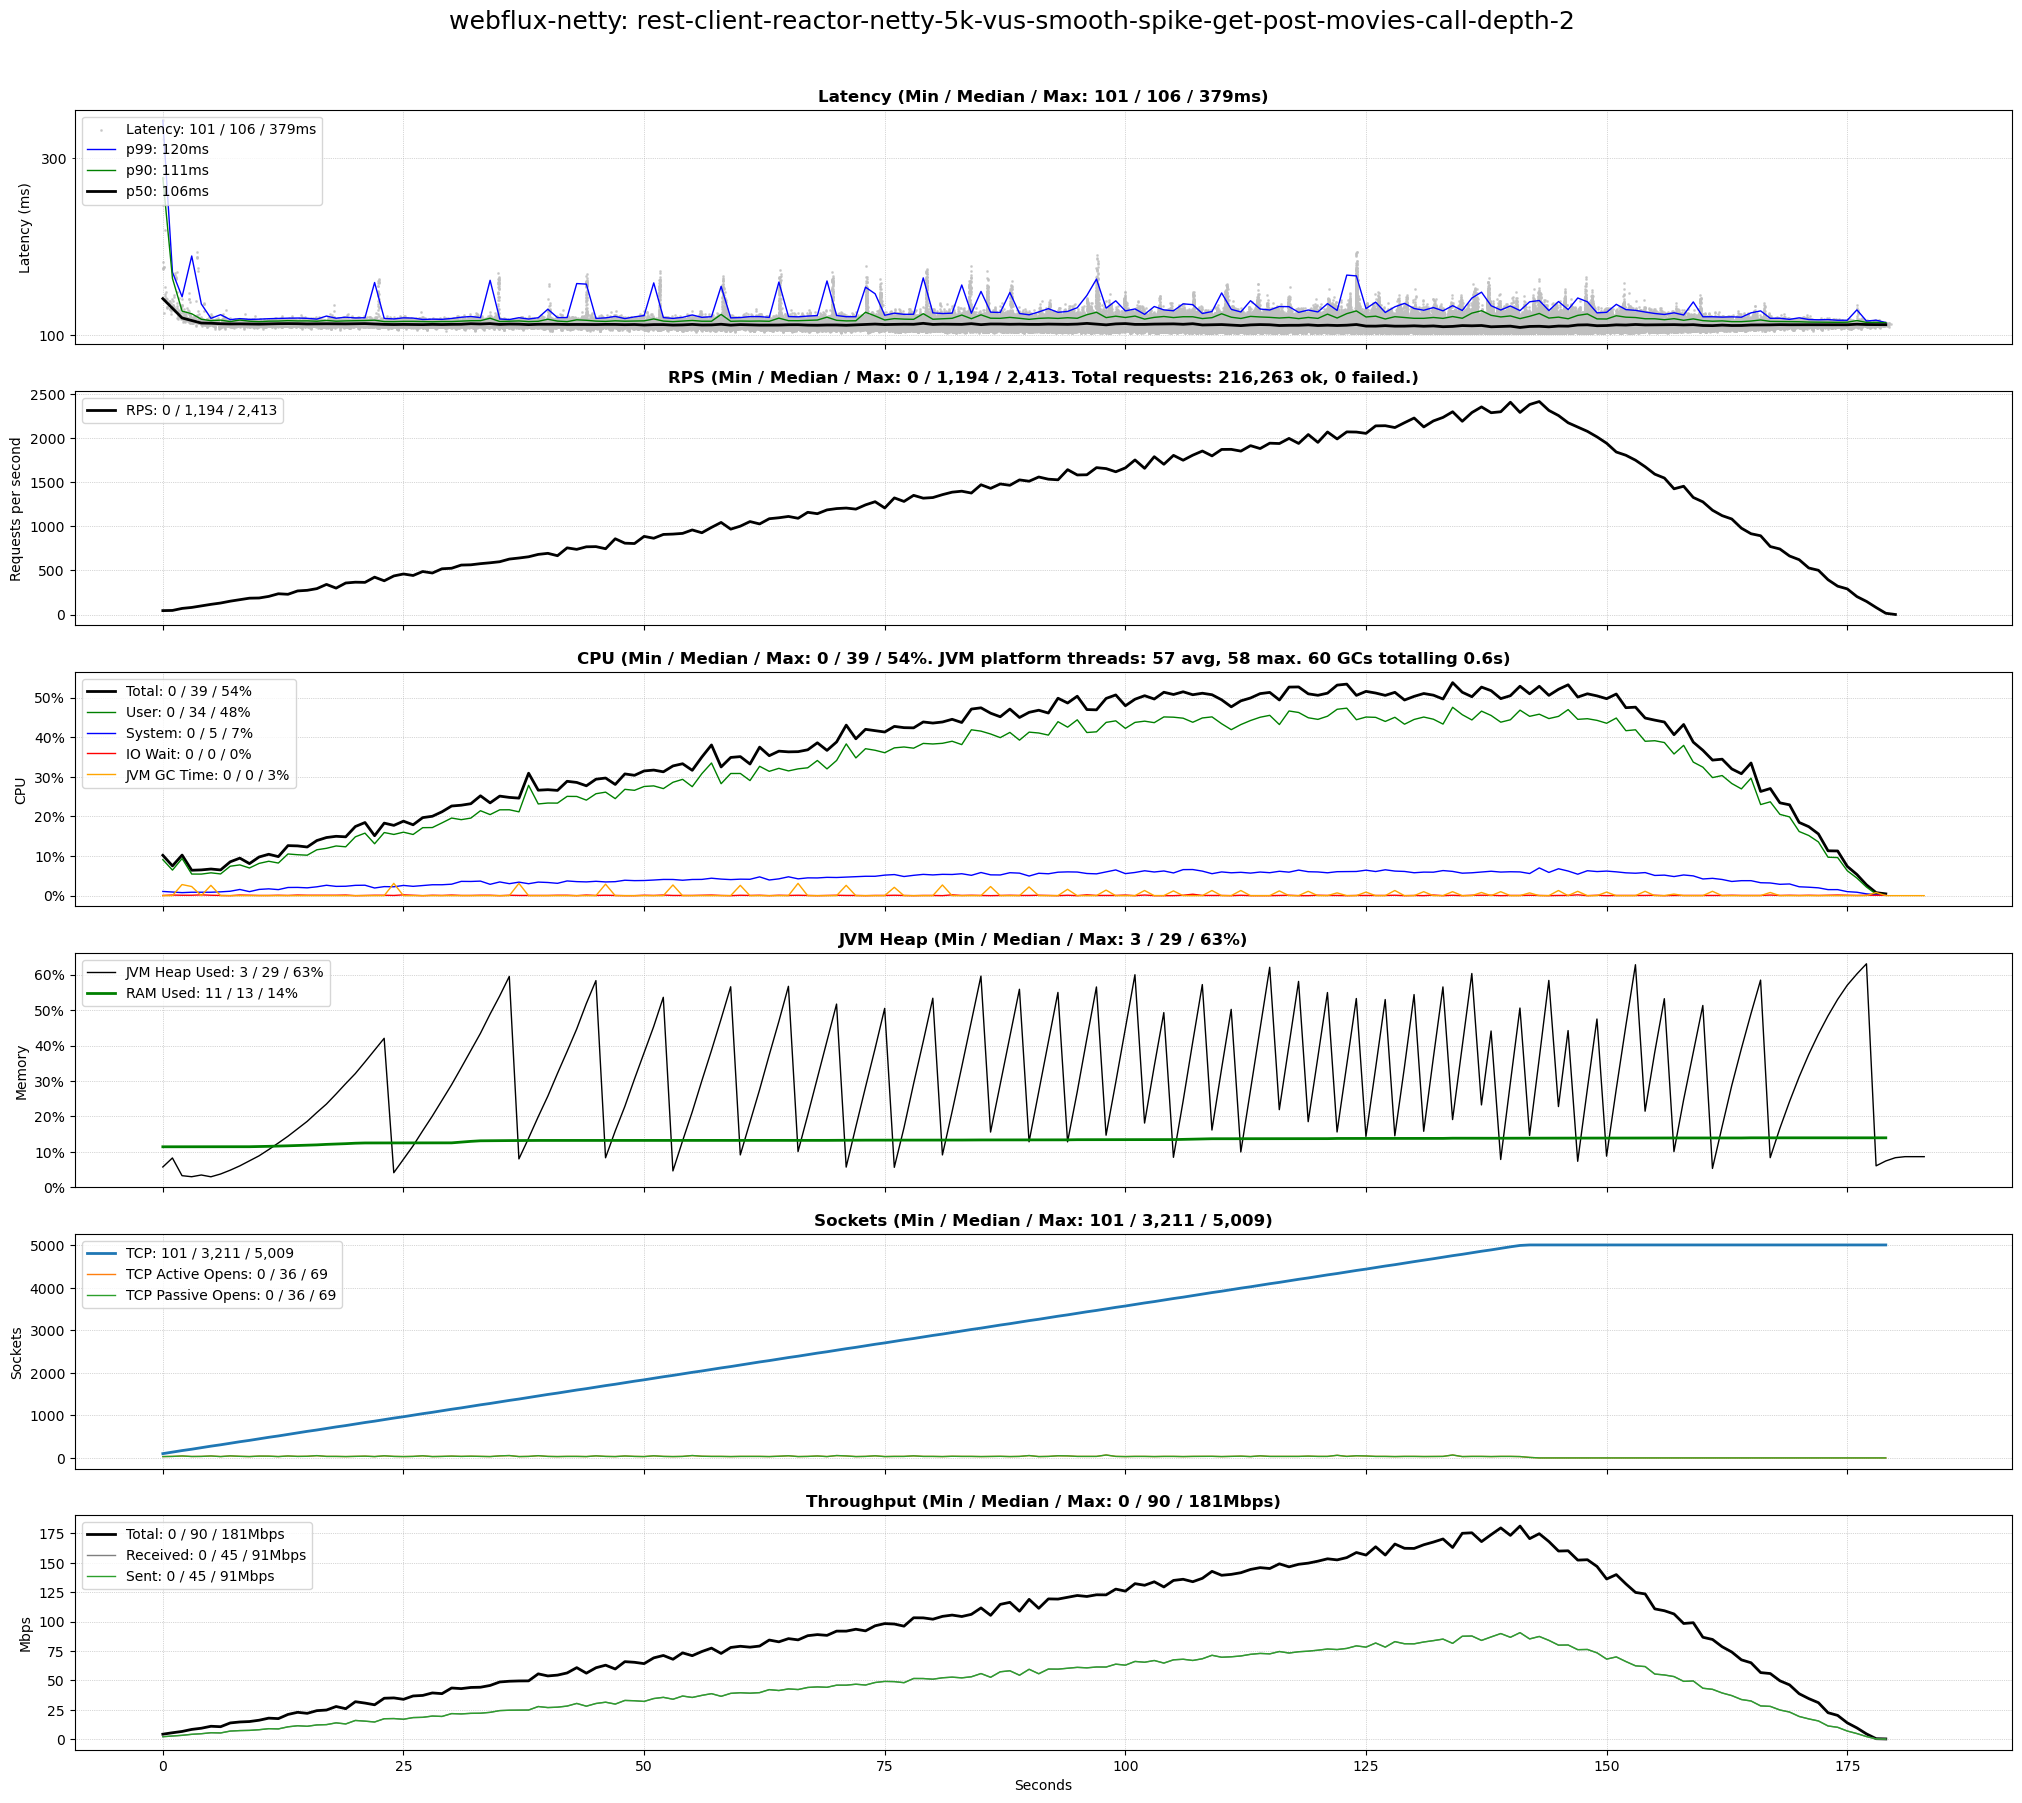 webflux-netty: rest-client-reactor-netty-5k-vus-smooth-spike-get-post-movies-call-depth-2
Latency (Min / Median / Max: 101 / 106 / 379ms)
Latency: 101 / 106 / 379ms
p99: 120ms
p90: 111ms
p50: 106ms
300
100
Latency (ms)
RPS (Min / Median / Max: 0 / 1,194 / 2,413. Total requests: 216,263 ok, 0 failed.)
RPS: 0 / 1,194 / 2,413
2500
2000
1500
1000
500
0
Requests per second
CPU (Min / Median / Max: 0 / 39 / 54%. JVM platform threads: 57 avg, 58 max. 60 GCs totalling 0.6s)
Total: 0 / 39 / 54%
User: 0 / 34 / 48%
System: 0 / 5 / 7%
IO Wait: 0 / 0 / 0%
JVM GC Time: 0 / 0 / 3%
50%
40%
30%
20%
10%
0%
CPU
JVM Heap (Min / Median / Max: 3 / 29 / 63%)
JVM Heap Used: 3 / 29 / 63%
RAM Used: 11 / 13 / 14%
60%
50%
40%
30%
20%
10%
0%
Memory
Sockets (Min / Median / Max: 101 / 3,211 / 5,009)
TCP: 101 / 3,211 / 5,009
TCP Active Opens: 0 / 36 / 69
TCP Passive Opens: 0 / 36 / 69
5000
4000
3000
2000
1000
0
Sockets
Throughput (Min / Median / Max: 0 / 90 / 181Mbps)
Total: 0 / 90 / 181Mbps
Received: 0 / 45 / 91Mbps
Sent: 0 / 45 / 91Mbps
175
150
125
100
75
50
25
0
Mbps
0 25 50 75 100 125 150 175
Seconds